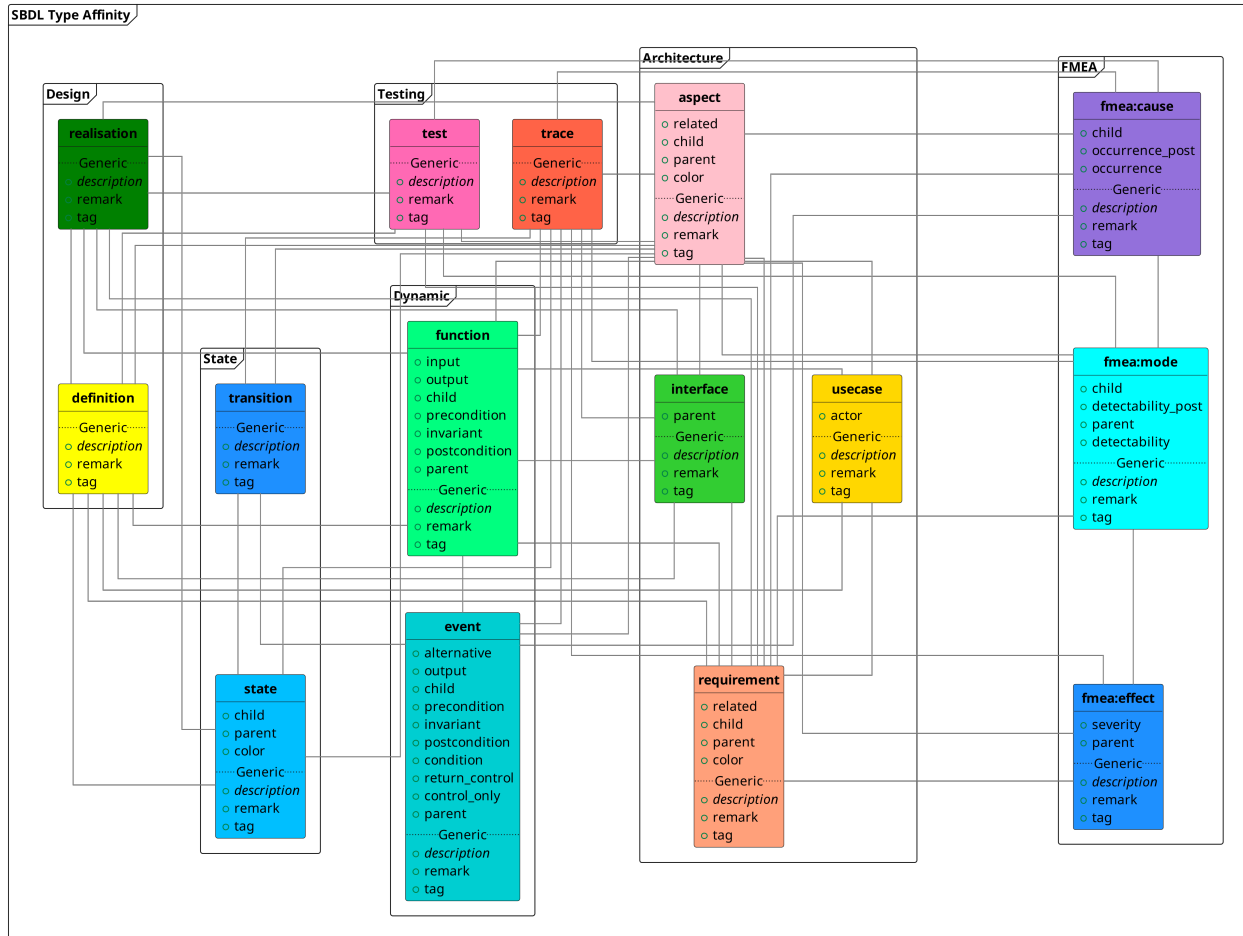 SBDL Type Affinity
Design
realisation
Generic
description
remark
tag
definition
Generic
description
remark
tag
State
transition
Generic
description
remark
tag
state
child
parent
color
Generic
description
remark
tag
Testing
test
Generic
description
remark
tag
trace
Generic
description
remark
tag
Dynamic
function
input
output
child
precondition
invariant
postcondition
parent
Generic
description
remark
tag
event
alternative
output
child
precondition
invariant
postcondition
condition
return_control
control_only
parent
Generic
description
remark
tag
Architecture
aspect
related
child
parent
color
Generic
description
remark
tag
interface
parent
Generic
description
remark
tag
usecase
actor
Generic
description
remark
tag
requirement
related
child
parent
color
Generic
description
remark
tag
FMEA
fmea:cause
child
occurrence_post
occurrence
Generic
description
remark
tag
fmea:mode
child
detectability_post
parent
detectability
Generic
description
remark
tag
fmea:effect
severity
parent
Generic
description
remark
tag